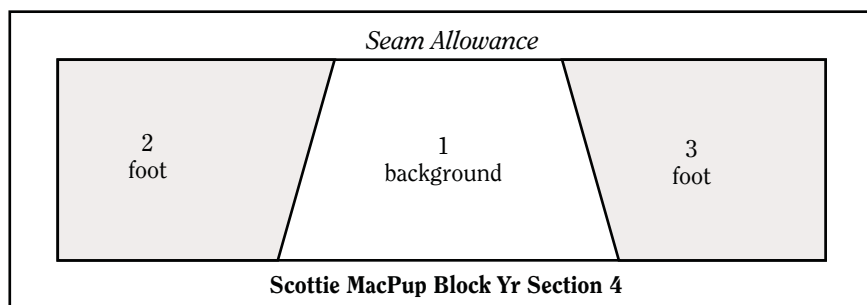 Seam Allowance
2
foot
1
background
3
foot
Scottie MacPup Block Yr Section 4